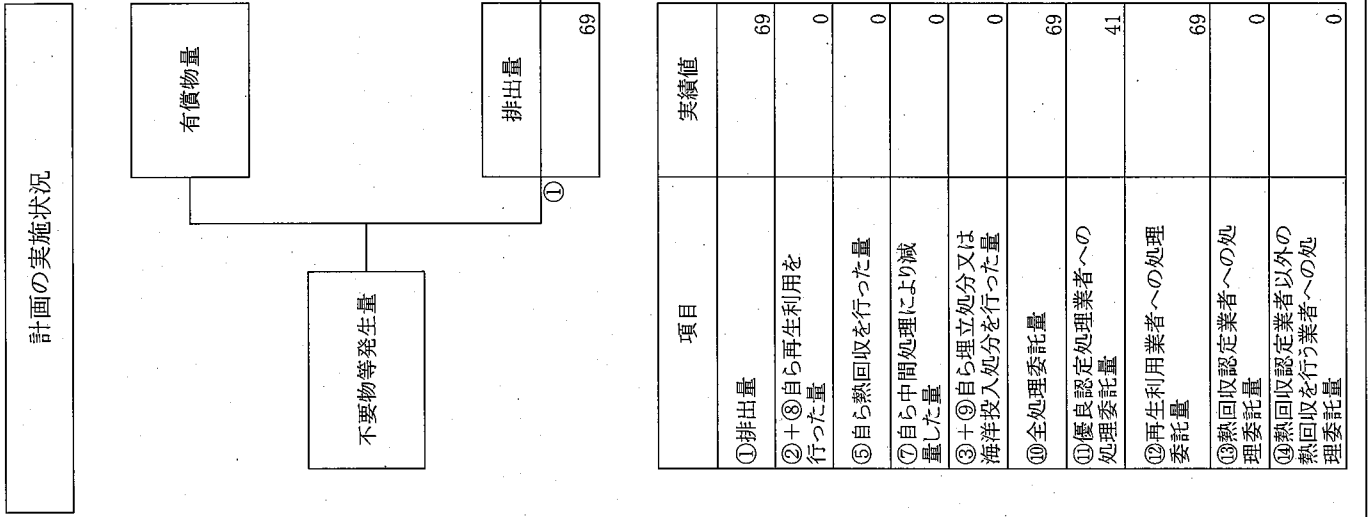 計画の実施状況
有償物量
不要物等発生量
排出量
①
69
項目
実績値
①排出量
69
②+⑧自ら再生利用を
行った量
0
⑤自ら熱回収を行った量
0
⑦自ら中間処理により減
量した量
0
③+⑨自ら埋立処分又は
海洋投入処分を行った量
0
⑩全処理委託量
69
⑪優良認定処理業者への
処理委託量
41
⑫再生利用業者への処理
委託量
69
⑬熱回収認定業者への処
理委託量
0
⑭熱回収認定業者以外の
熱回収を行う業者への処
理委託量
0